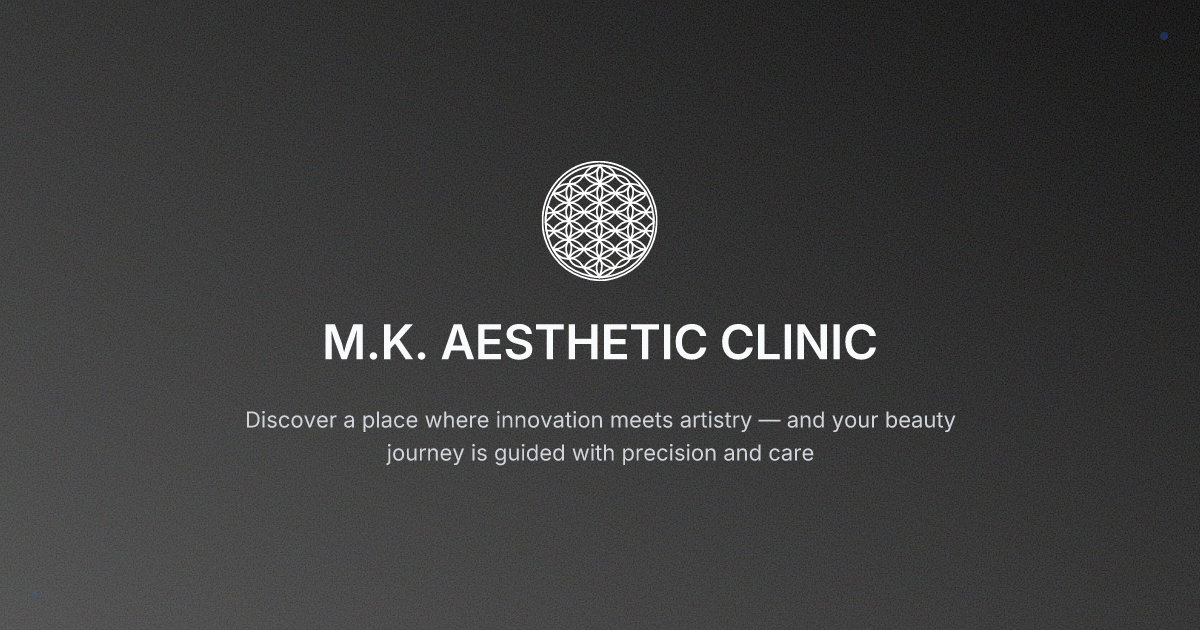 M.K. AESTHETIC CLINIC
Discover a place where innovation meets artistry — and your beauty
journey is guided with precision and care